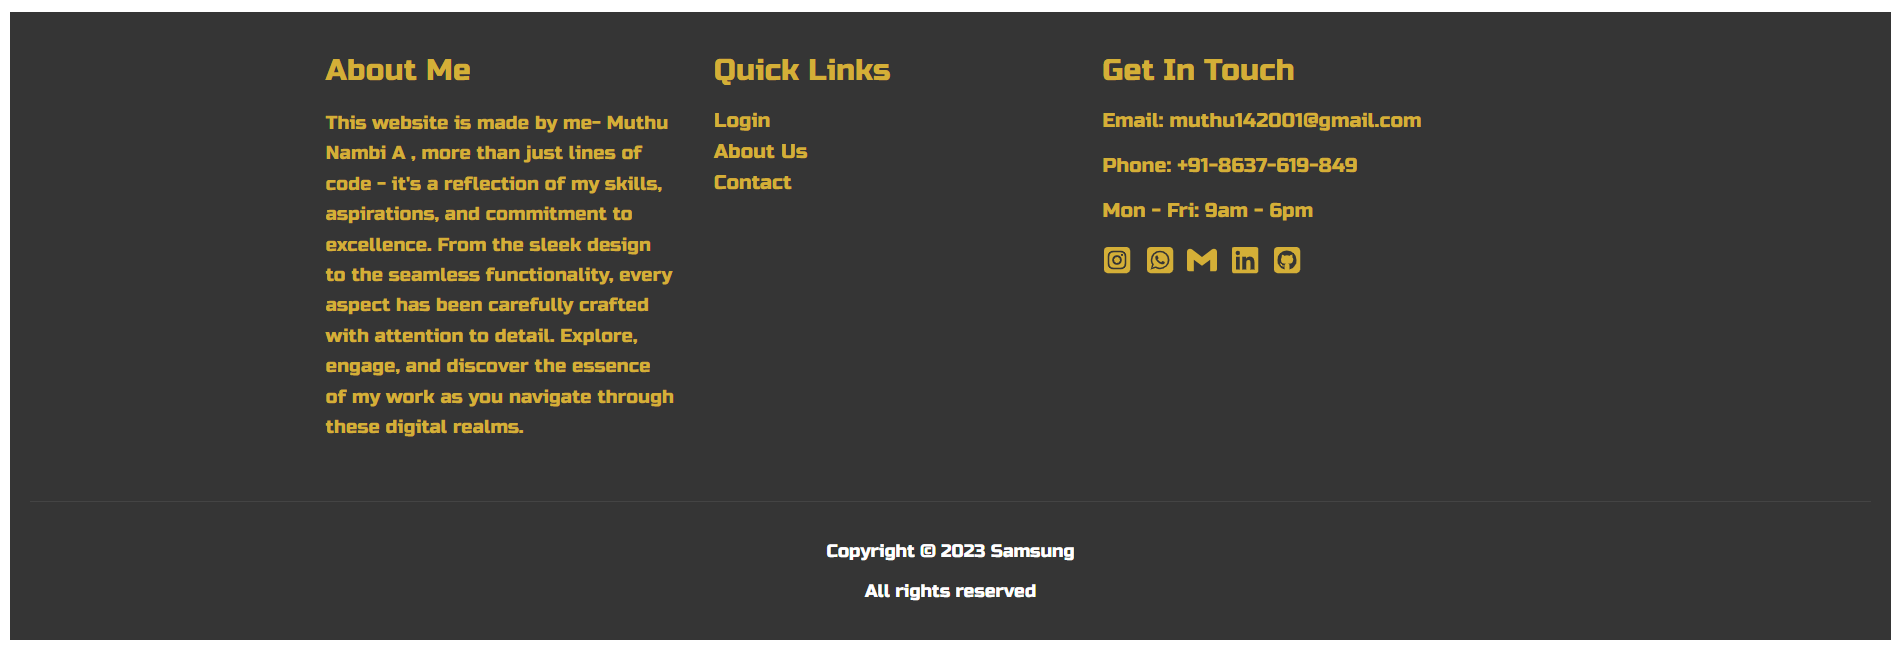 About Me
This website is made by me- Muthu
Nambi A , more than just lines of
code - it's a reflection of my skills,
aspirations, and commitment to
excellence. From the sleek design
to the seamless functionality, every
aspect has been carefully crafted
with attention to detail. Explore,
engage, and discover the essence
of my work as you navigate through
these digital realms.
Quick Links
Login
About Us
Contact
Get In Touch
Email: muthu142001@gmail.com
Phone: +91-8637-619-849
Mon - Fri: 9am - 6pm
Copyright © 2023 Samsung
All rights reserved